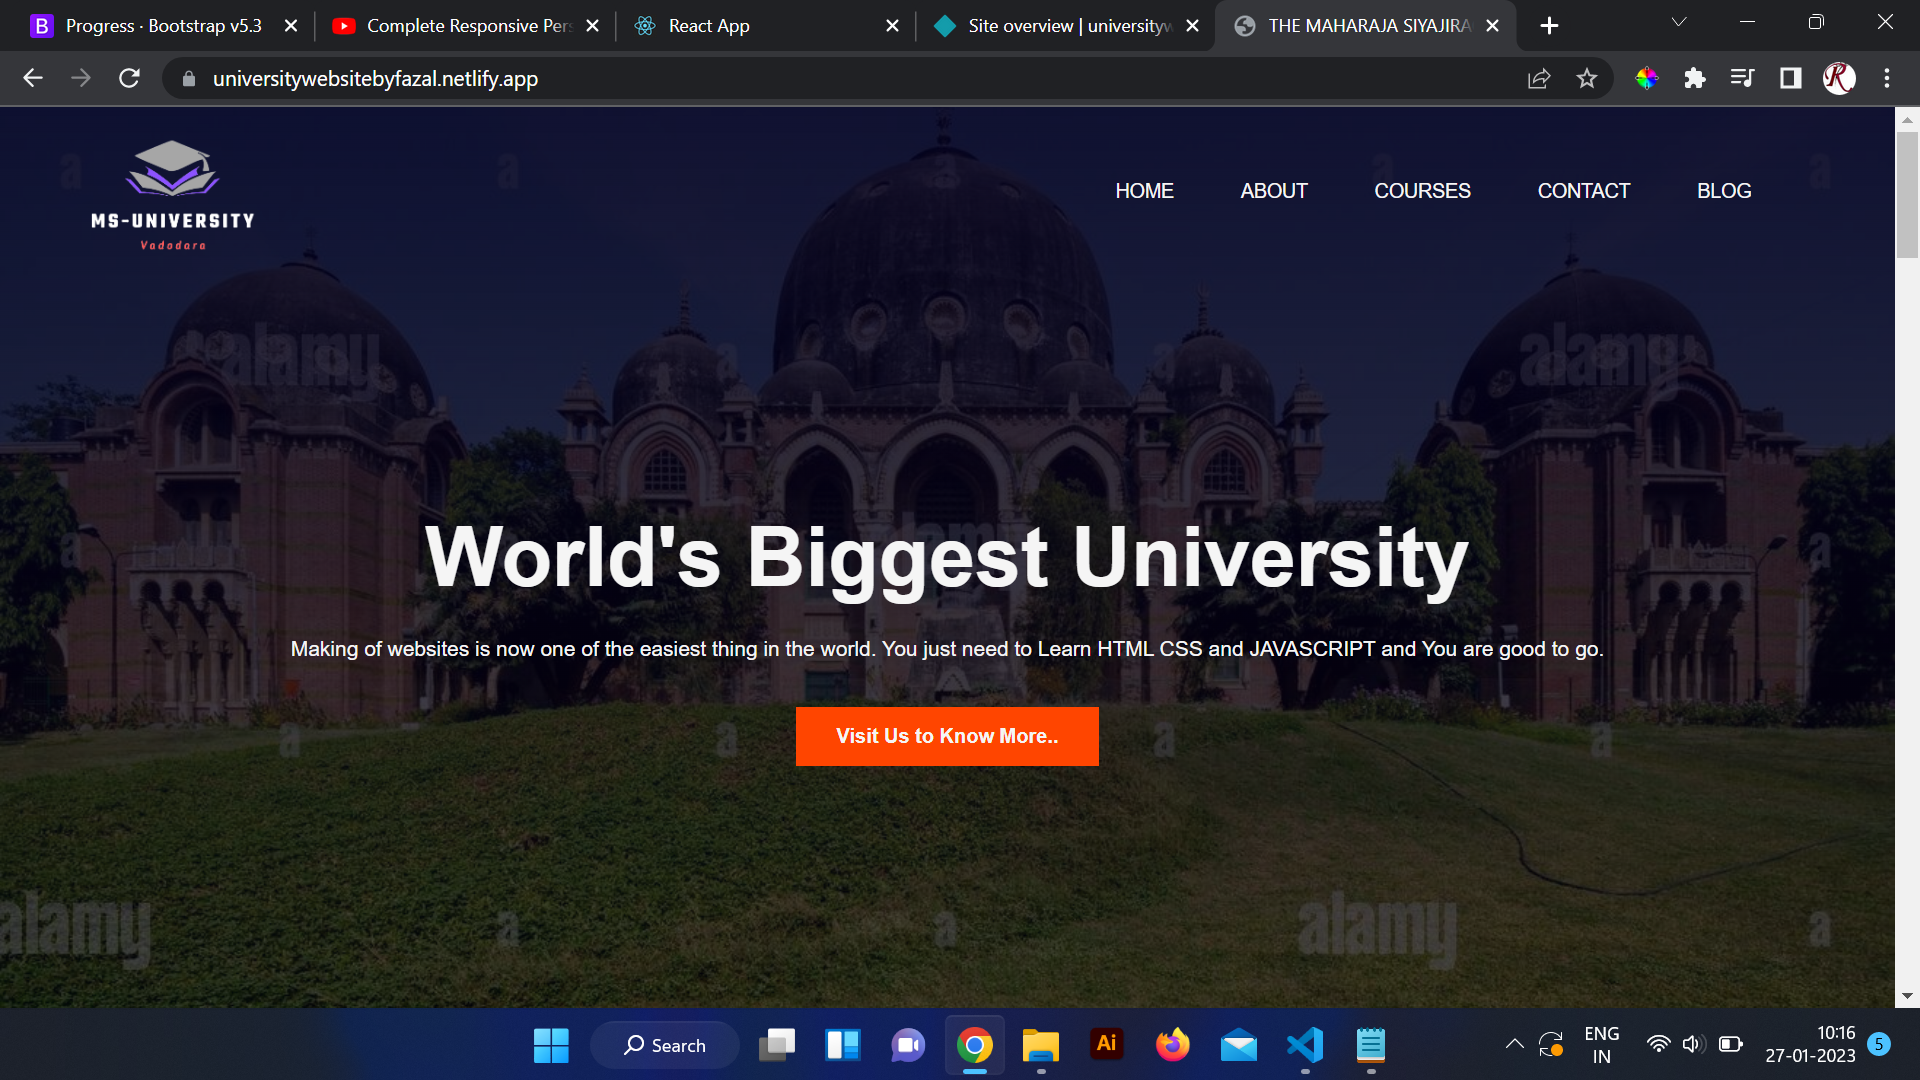 Progress · Bootstrap v5.3
Complete Responsive Pers
React App
Site overview | universityw
THE MAHARAJA SIYAJIRA
universitywebsitebyfazal.netlify.app
MS-UNIVERSITY
Vadodara
HOME
ABOUT
COURSES
CONTACT
BLOG
a a a a
alamy a a alamy
World's Biggest University
Making of websites is now one of the easiest thing in the world. You just need to Learn HTML CSS and JAVASCRIPT and You are good to go.
Visit Us to Know More..
a a a a
alamy a a alamy a
Search
Ai
ENG
IN
10:16
27-01-2023
5